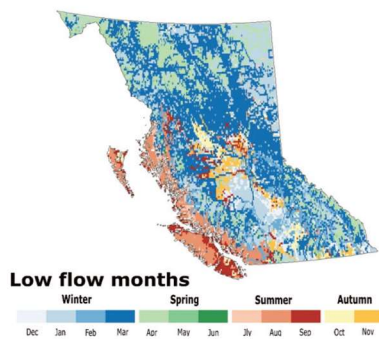 Low flow months
Winter Spring Summer Autumn
Dec Jan Feb Mar Apr May Jun Jly Aug Sep Oct Nov